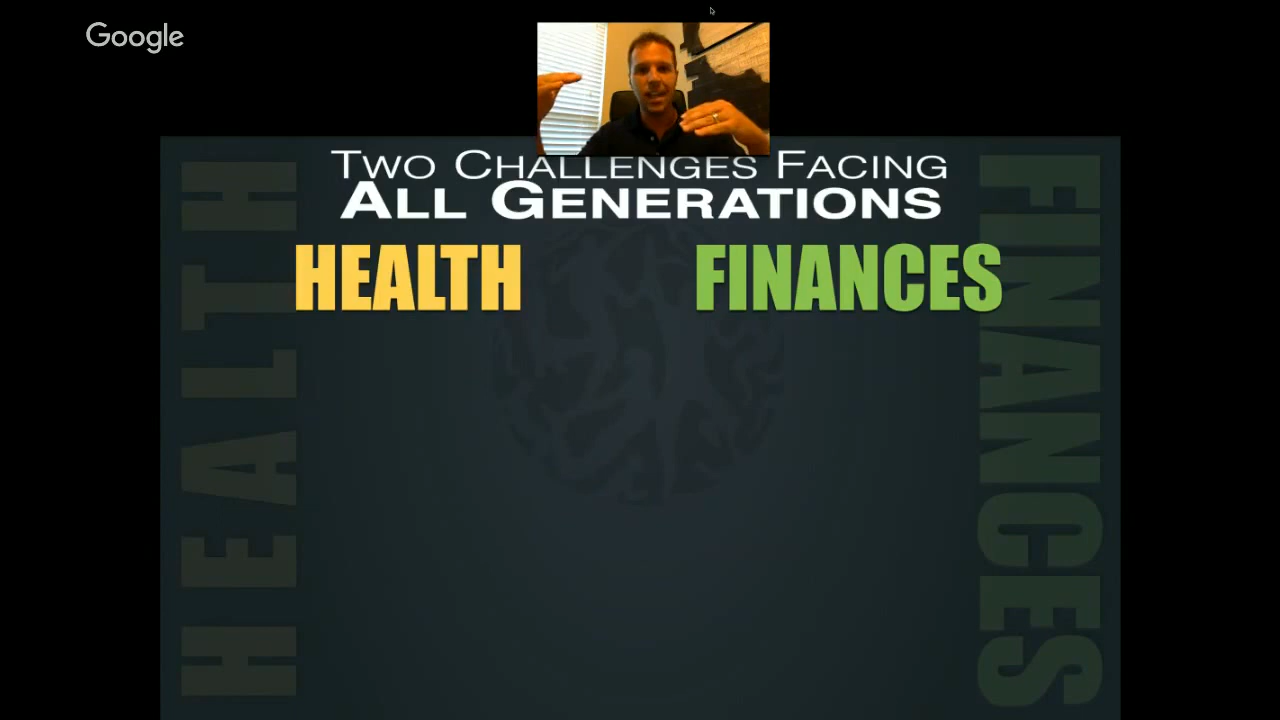 Google
Two Challenges Facing
All Generations
HEALTH FINANCES
HEALTH
FINANCES